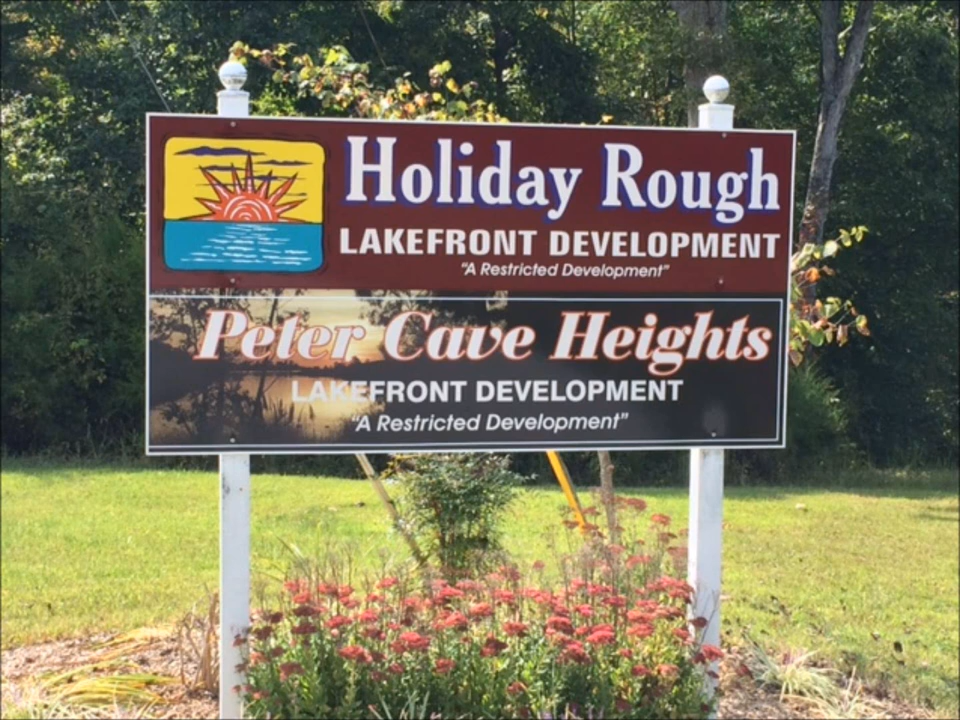 Holiday Rough
LAKEFRONT DEVELOPMENT
"A Restricted Development"
Peter Cave Heights
LAKEFRONT DEVELOPMENT
"A Restricted Development"